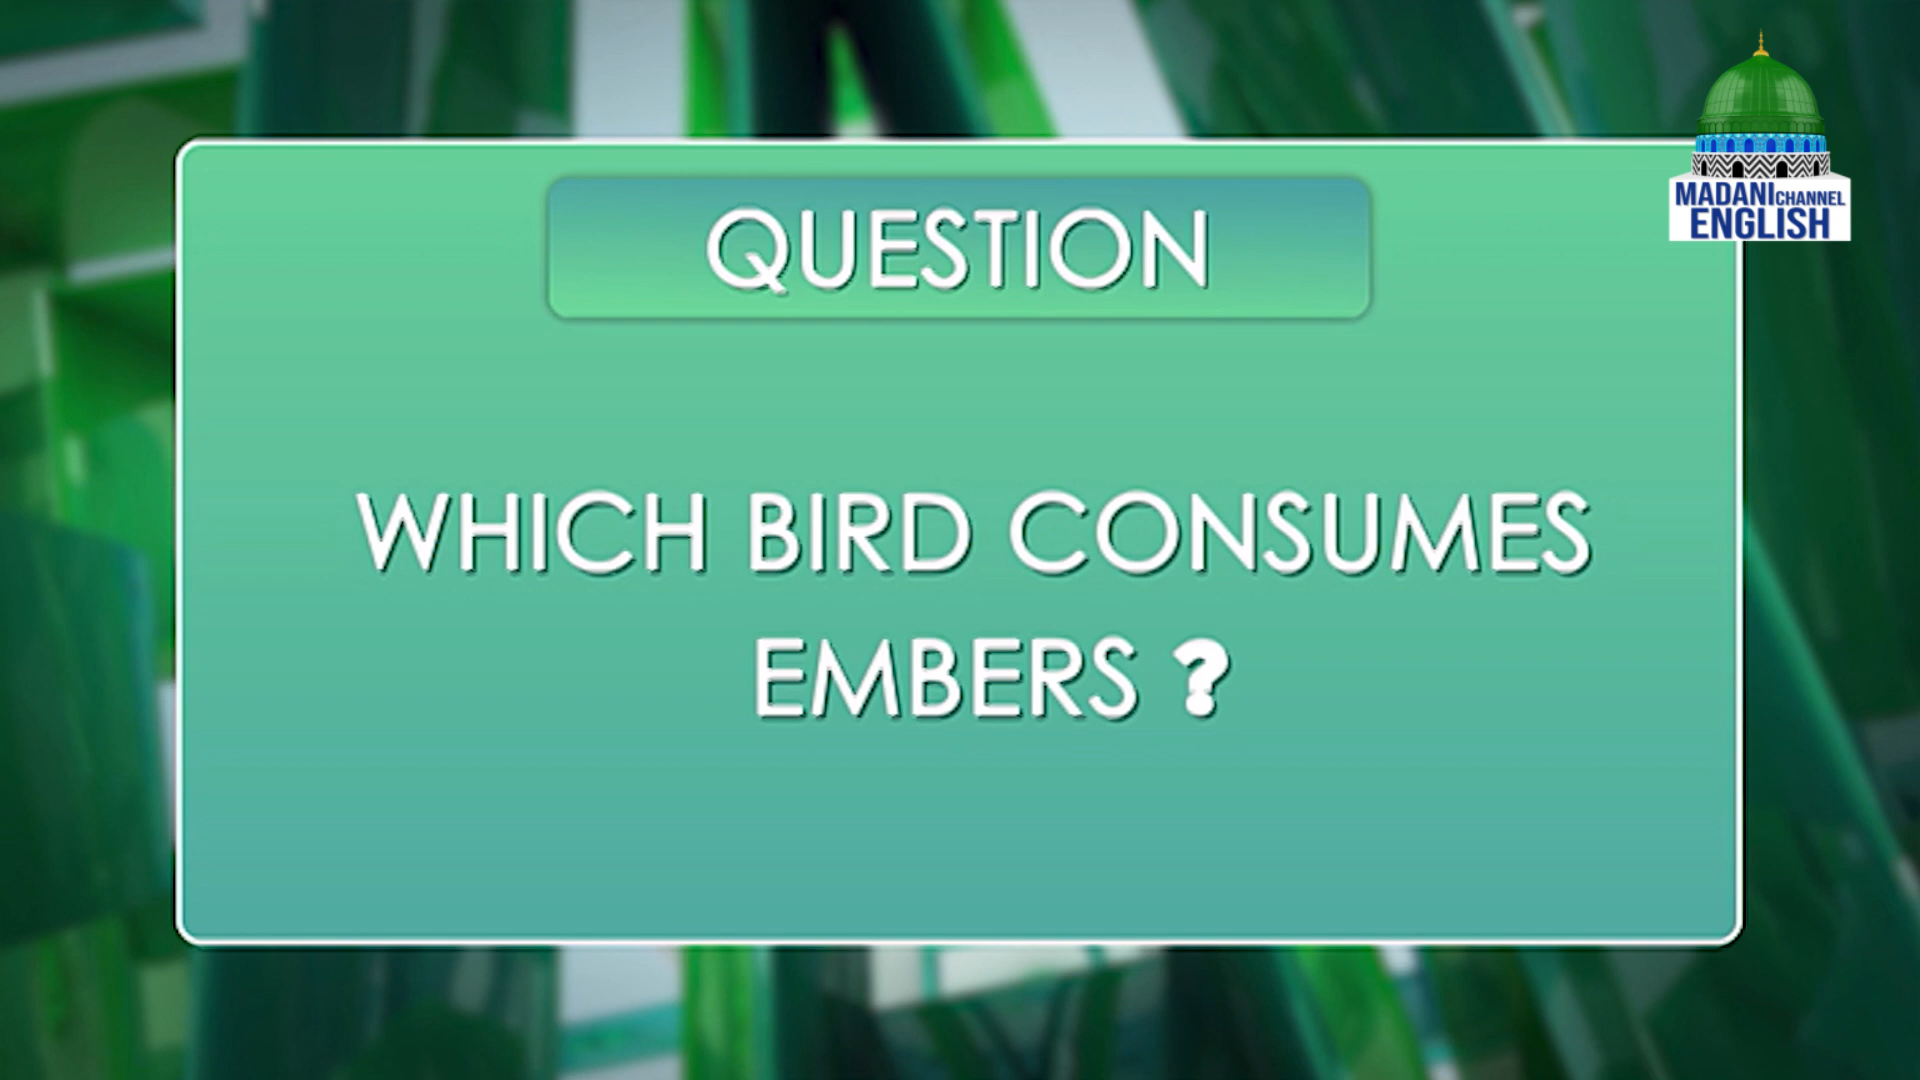 MADANI CHANNEL
ENGLISH
QUESTION
WHICH BIRD CONSUMES
EMBERS ?